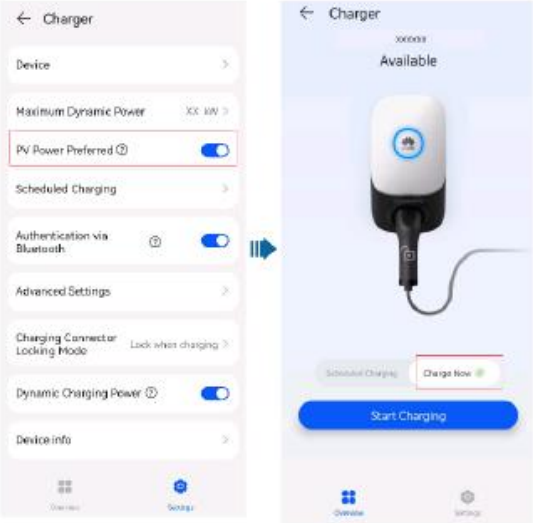 ← Charger
Device >
Maximum Dynamic Power XX kW >
PV Power Preferred ?
Scheduled Charging >
Authentication via
Bluetooth ?
Advanced Settings >
Charging Connector
Locking Mode Lock when charging >
Dynamic Charging Power ?
Device info >
Overview Settings
← Charger
Available
Scheduled Charging Charge Now
Start Charging
Overview Settings